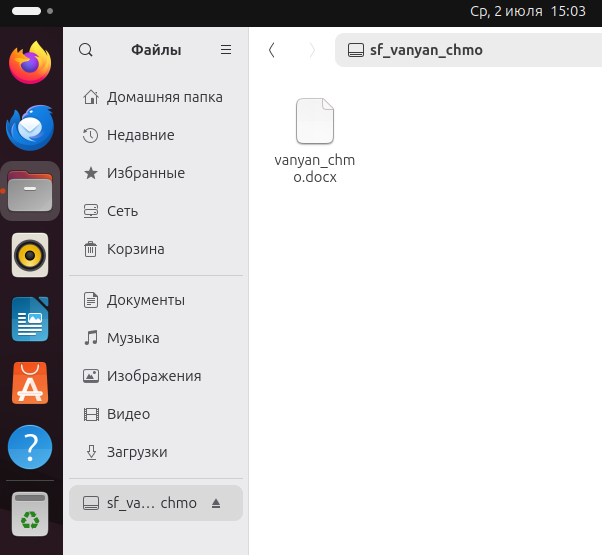 Ср, 2 июля 15:03
Файлы
sf_vanyan_chmo
Домашняя папка
Недавние
Избранные
Сеть
Корзина
Документы
Музыка
Изображения
Видео
Загрузки
sf_va… chmo
vanyan_chm
o.docx